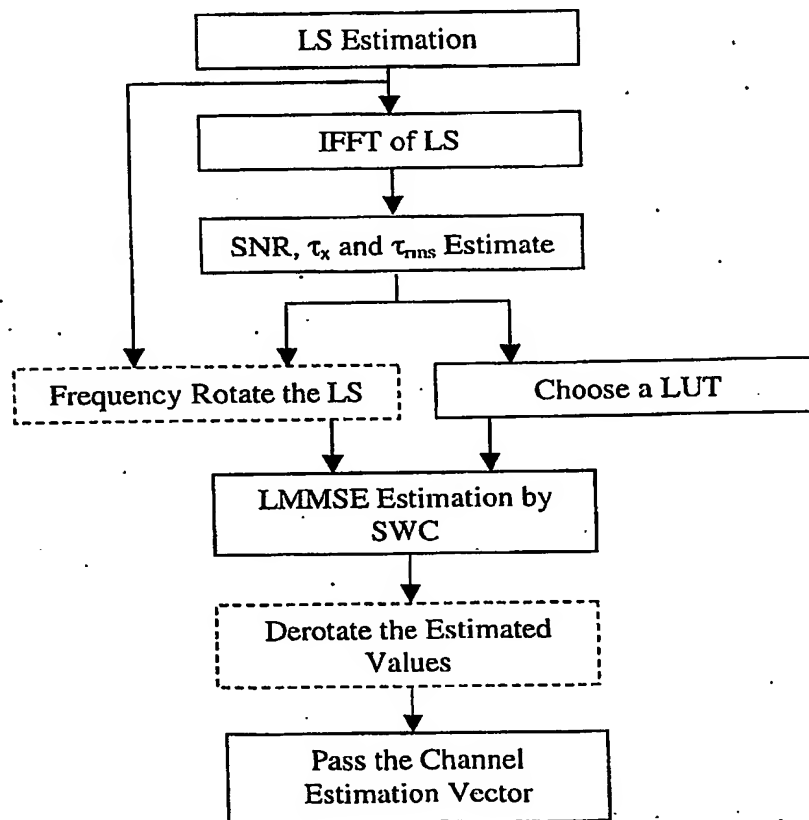 LS Estimation
IFFT of LS
SNR, τx and τrms Estimate
Frequency Rotate the LS
Choose a LUT
LMMSE Estimation by
SWC
Derotate the Estimated
Values
Pass the Channel
Estimation Vector